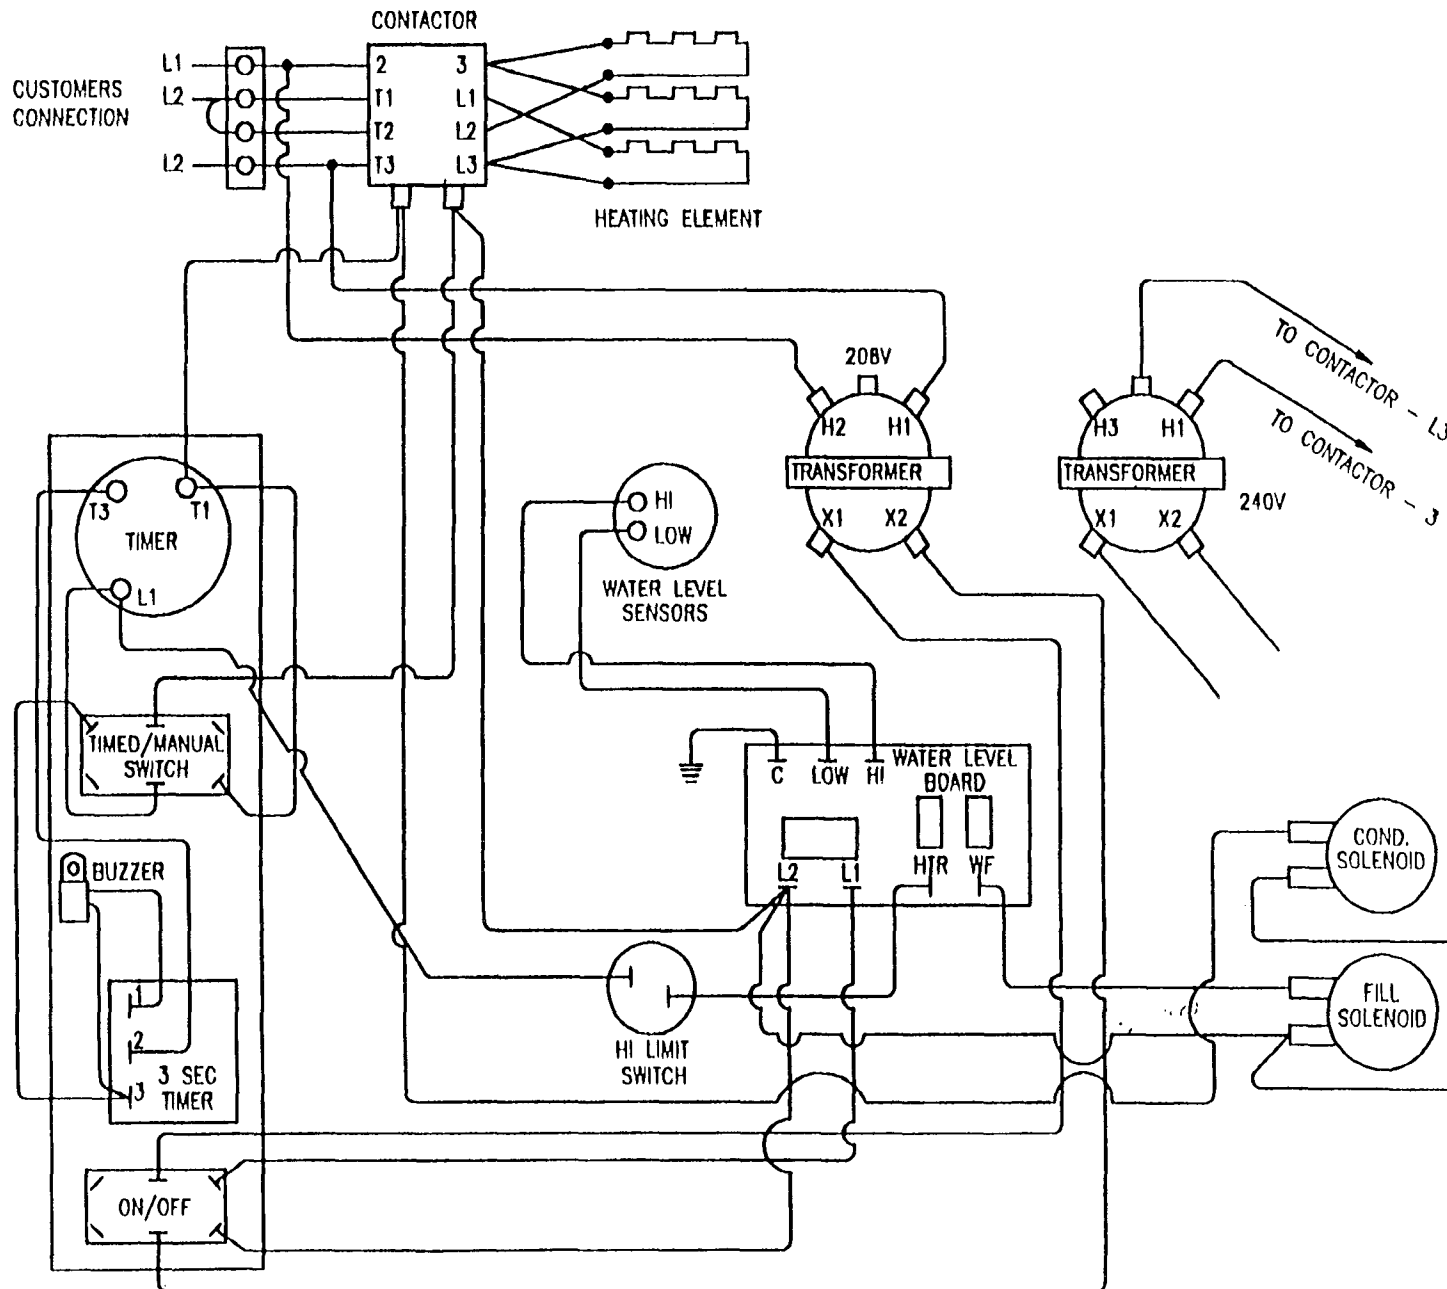 CONTACTOR
CUSTOMERS
CONNECTION
L1
L2
L2
2
T1
T2
T3
3
L1
L2
L3
HEATING ELEMENT
208V
H2
H1
TRANSFORMER
X1
X2
TO CONTACTOR - L3
TO CONTACTOR - 3
H3
H1
TRANSFORMER
240V
X1
X2
T3
T1
TIMER
L1
HI
LOW
WATER LEVEL
SENSORS
TIMED/MANUAL
SWITCH
C
LOW
HI
WATER LEVEL
BOARD
L2
L1
HTR
WF
COND.
SOLENOID
BUZZER
1
2
3
3 SEC
TIMER
HI LIMIT
SWITCH
FILL
SOLENOID
ON/OFF